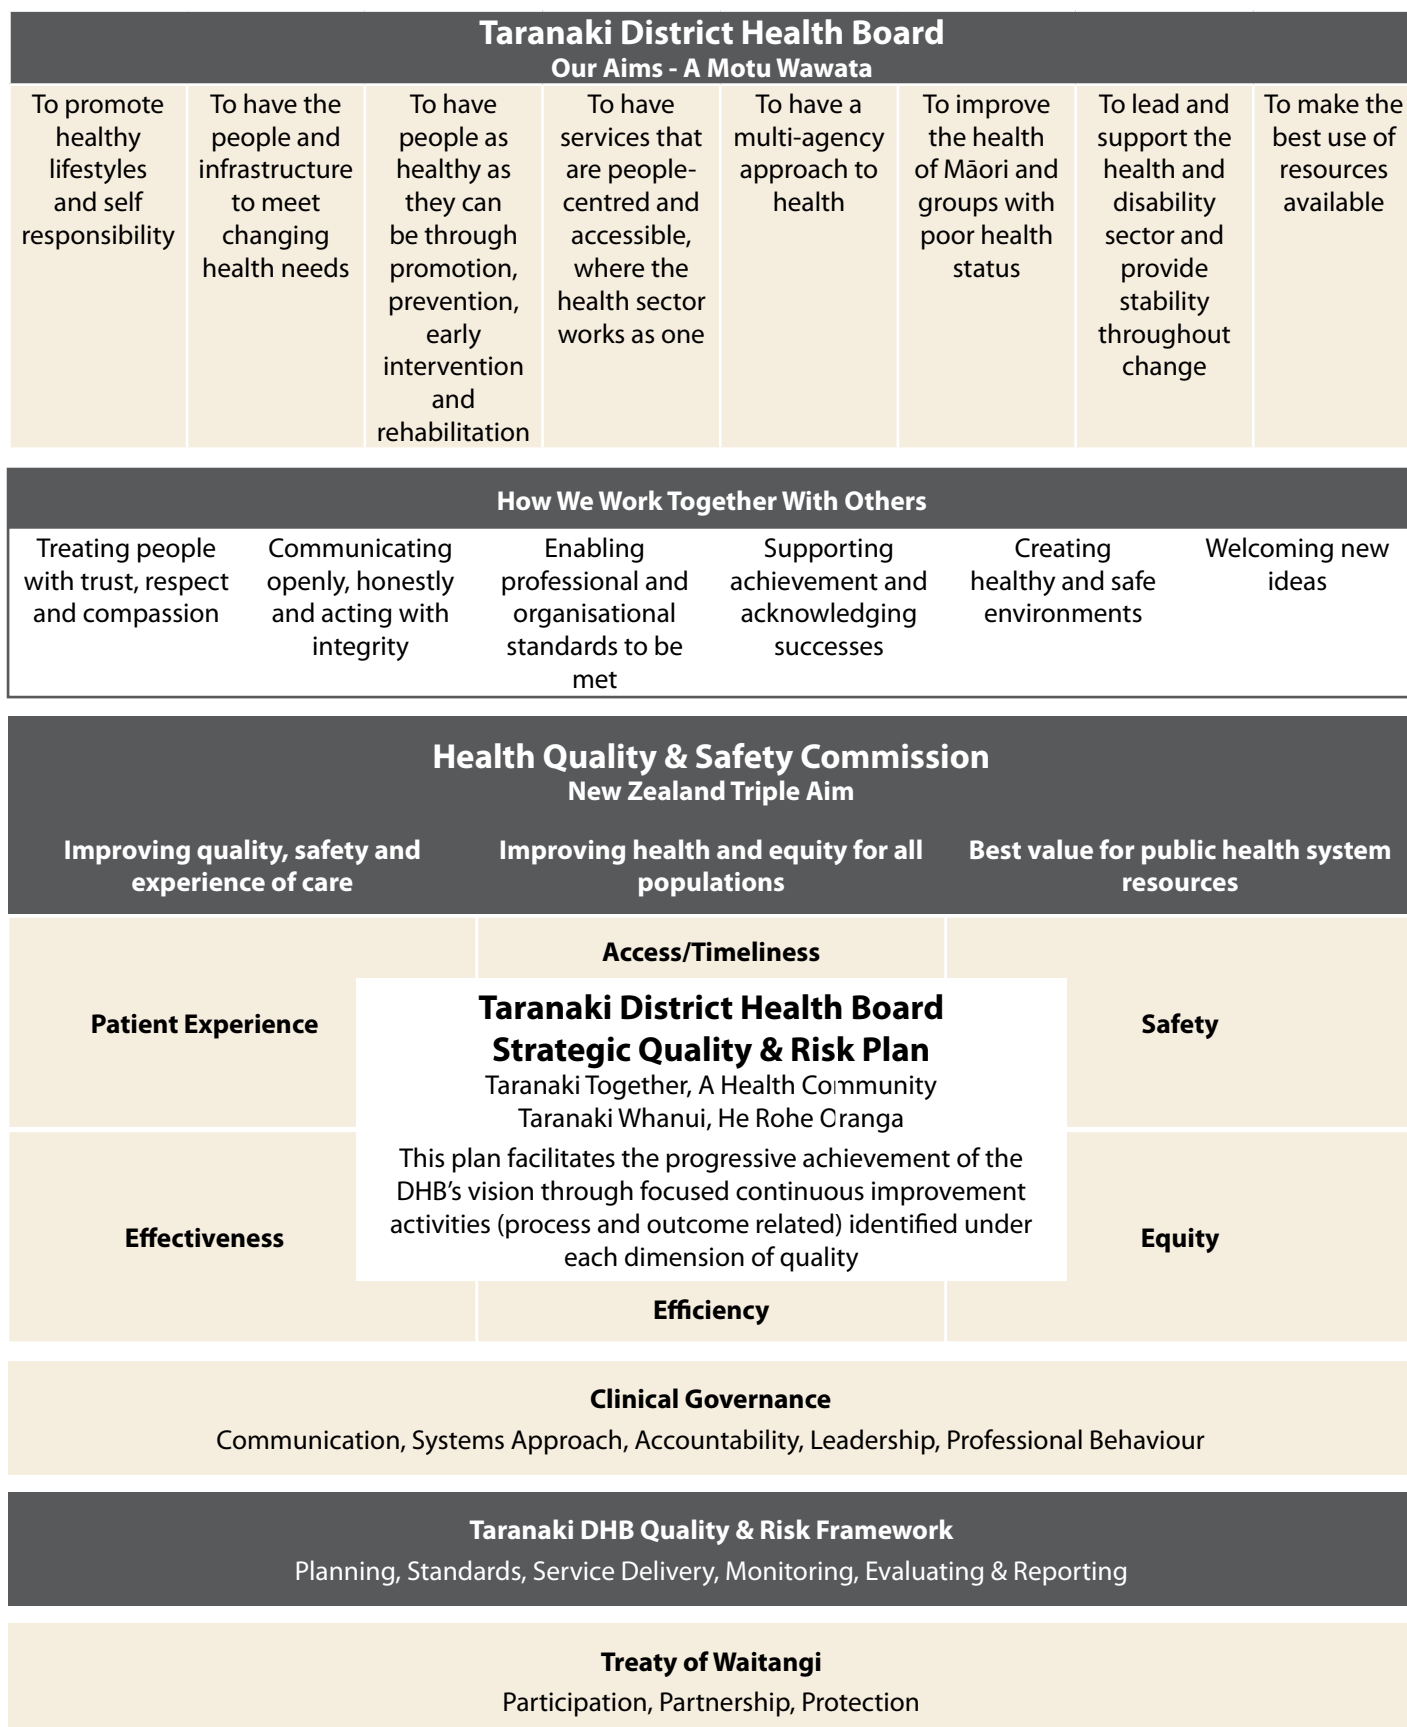 Taranaki District Health Board
Our Aims - A Motu Wawata
To promote
healthy
lifestyles
and self
responsibility
To have the
people and
infrastructure
to meet
changing
health needs
To have
people as
healthy as
they can
be through
promotion,
prevention,
early
intervention
and
rehabilitation
To have
services that
are people-
centred and
accessible,
where the
health sector
works as one
To have a
multi-agency
approach to
health
To improve
the health
of Māori and
groups with
poor health
status
To lead and
support the
health and
disability
sector and
provide
stability
throughout
change
To make the
best use of
resources
available
How We Work Together With Others
Treating people
with trust, respect
and compassion
Communicating
openly, honestly
and acting with
integrity
Enabling
professional and
organisational
standards to be
met
Supporting
achievement and
acknowledging
successes
Creating
healthy and safe
environments
Welcoming new
ideas
Health Quality & Safety Commission
New Zealand Triple Aim
Improving quality, safety and
experience of care
Improving health and equity for all
populations
Best value for public health system
resources
Access/Timeliness
Patient Experience
Safety
Taranaki District Health Board
Strategic Quality & Risk Plan
Taranaki Together, A Health Community
Taranaki Whanui, He Rohe Oranga
This plan facilitates the progressive achievement of the
DHB's vision through focused continuous improvement
activities (process and outcome related) identified under
each dimension of quality
Effectiveness
Equity
Efficiency
Clinical Governance
Communication, Systems Approach, Accountability, Leadership, Professional Behaviour
Taranaki DHB Quality & Risk Framework
Planning, Standards, Service Delivery, Monitoring, Evaluating & Reporting
Treaty of Waitangi
Participation, Partnership, Protection